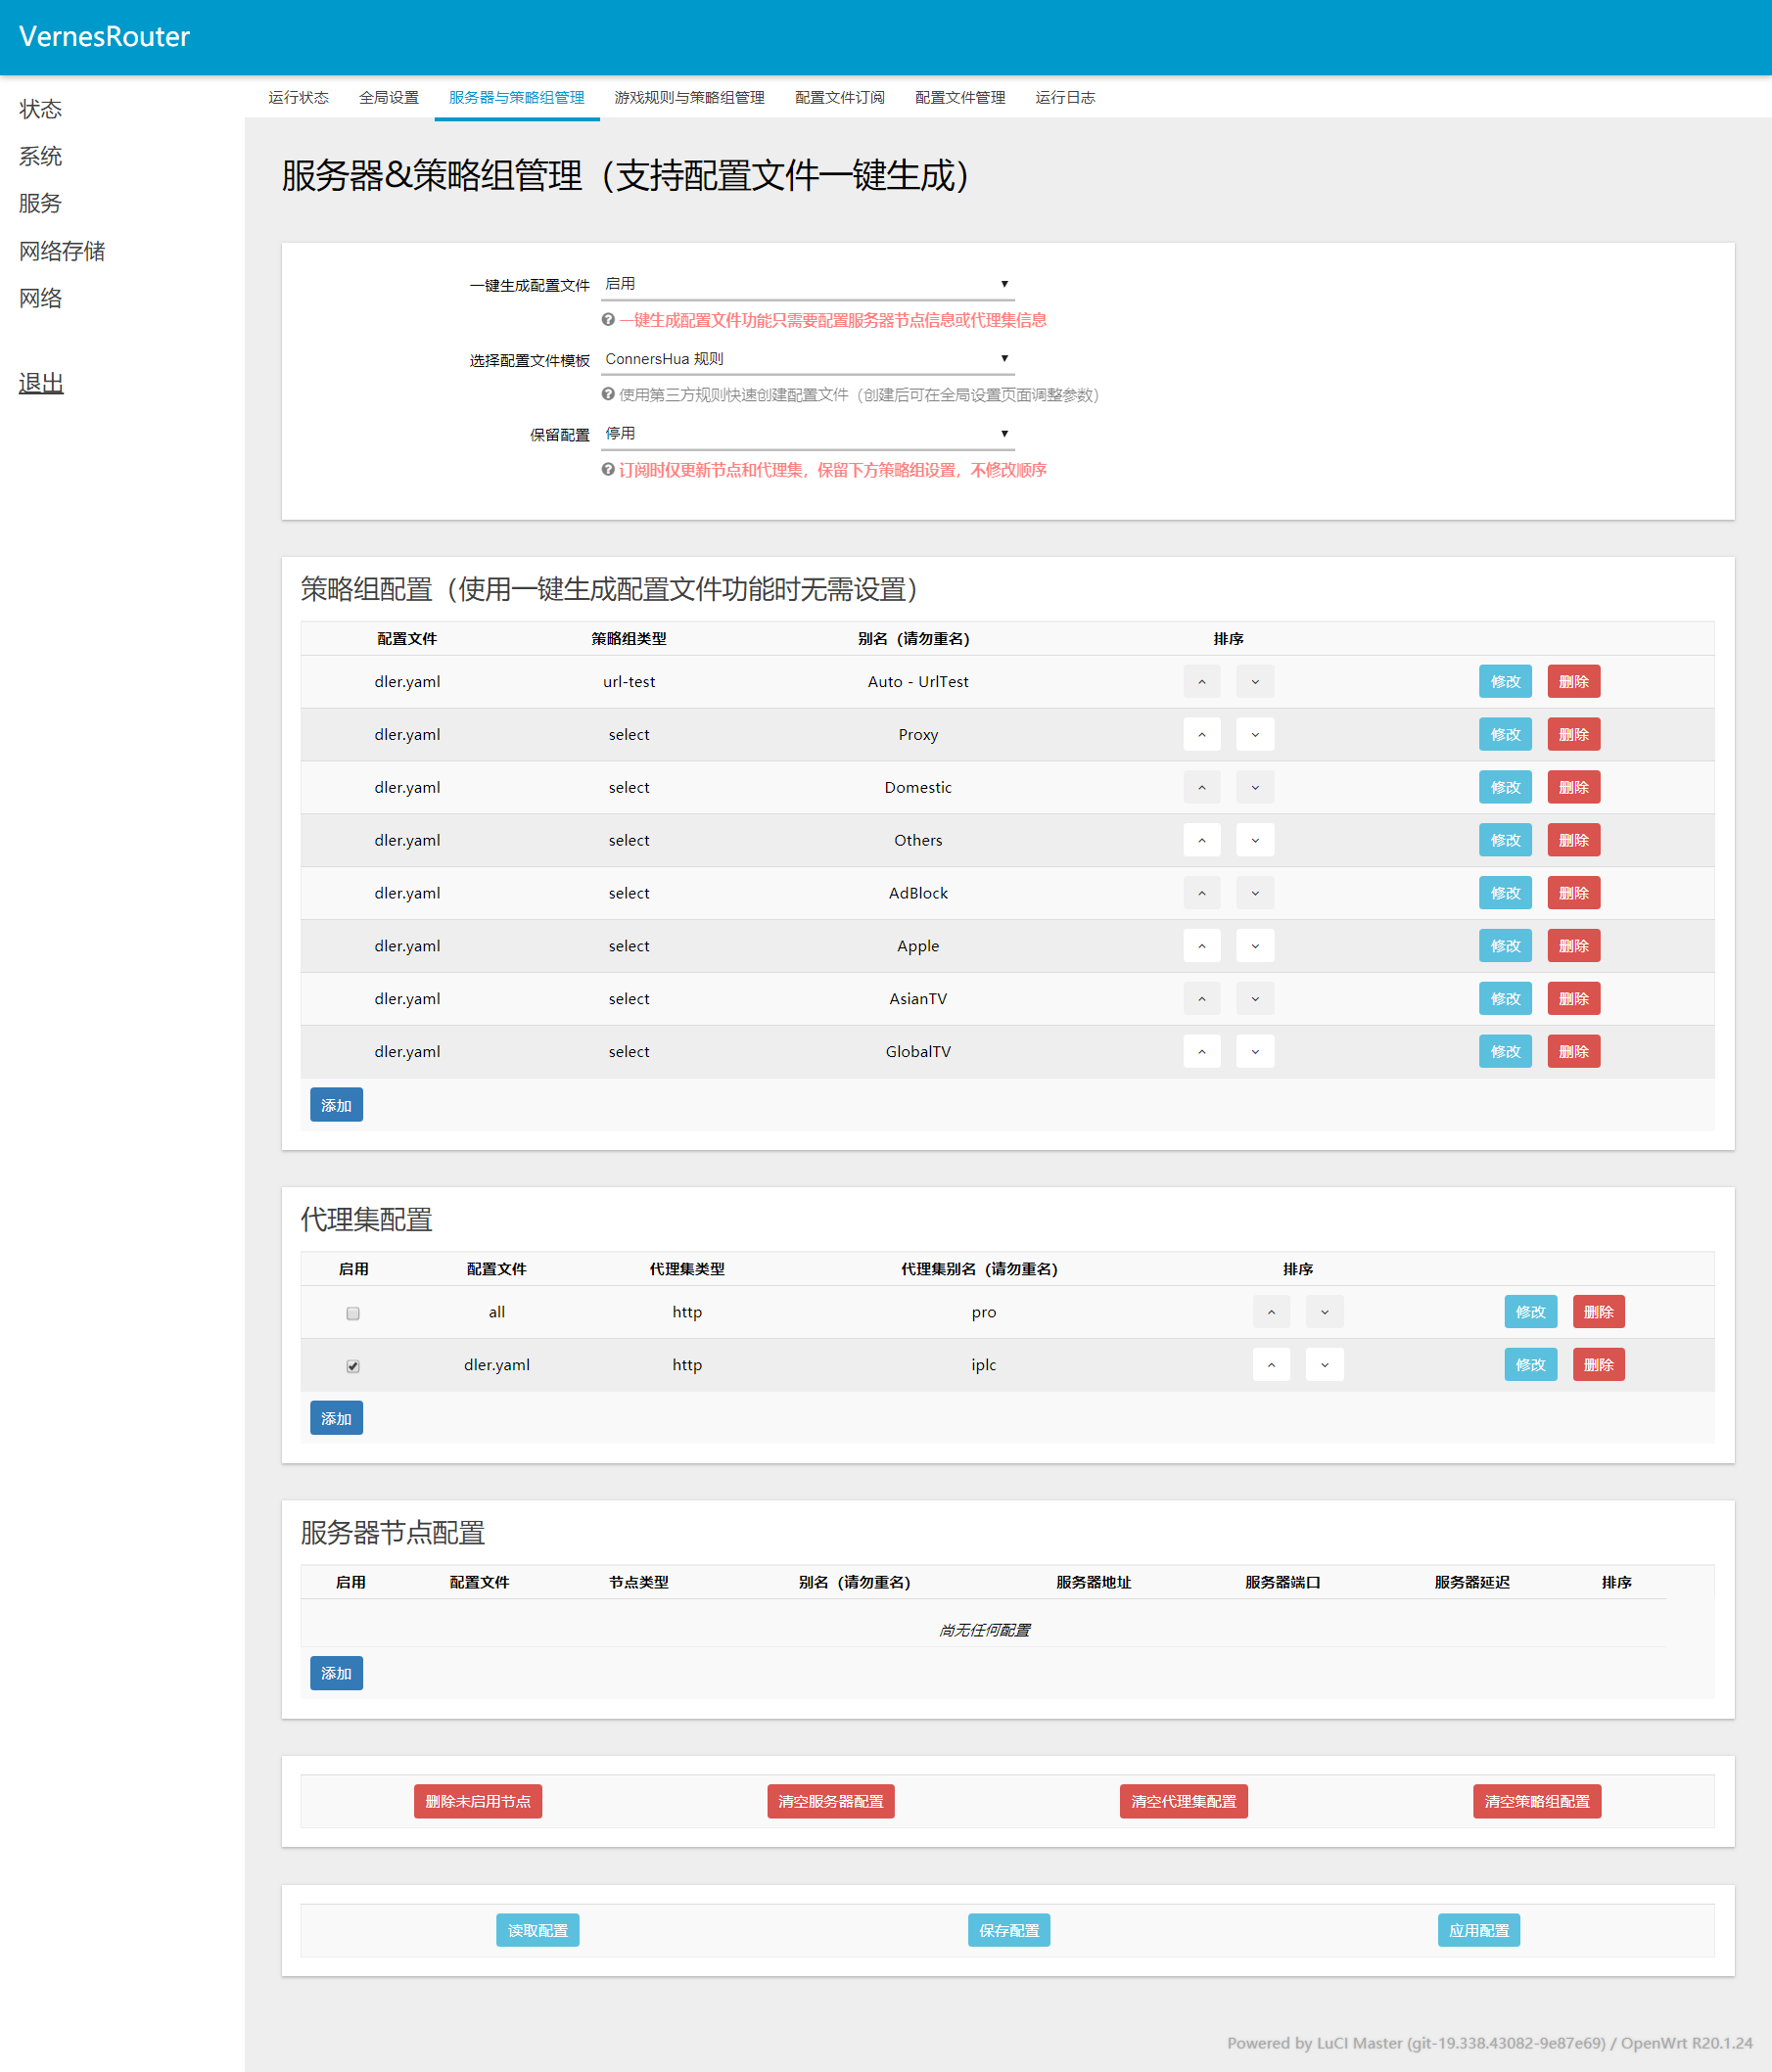 VernesRouter
状态
系统
服务
网络存储
网络
退出
运行状态 全局设置 服务器与策略组管理 游戏规则与策略组管理 配置文件订阅 配置文件管理 运行日志
服务器&策略组管理（支持配置文件一键生成）
一键生成配置文件 启用
一键生成配置文件功能只需要配置服务器节点信息或代理集信息
选择配置文件模板 ConnersHua 规则
使用第三方规则快速创建配置文件（创建后可在全局设置页面调整参数）
保留配置 停用
订阅时仅更新节点和代理集，保留下方策略组设置，不修改顺序
策略组配置（使用一键生成配置文件功能时无需设置）
配置文件 策略组类型 别名（请勿重名） 排序
dler.yaml url-test Auto - UrlTest 修改 删除
dler.yaml select Proxy 修改 删除
dler.yaml select Domestic 修改 删除
dler.yaml select Others 修改 删除
dler.yaml select AdBlock 修改 删除
dler.yaml select Apple 修改 删除
dler.yaml select AsianTV 修改 删除
dler.yaml select GlobalTV 修改 删除
添加
代理集配置
启用 配置文件 代理集类型 代理集别名（请勿重名） 排序
all http pro 修改 删除
dler.yaml http iplc 修改 删除
添加
服务器节点配置
启用 配置文件 节点类型 别名（请勿重名） 服务器地址 服务器端口 服务器延迟 排序
尚无任何配置
添加
删除未启用节点 清空服务器配置 清空代理集配置 清空策略组配置
读取配置 保存配置 应用配置
Powered by LuCI Master (git-19.338.43082-9e87e69) / OpenWrt R20.1.24